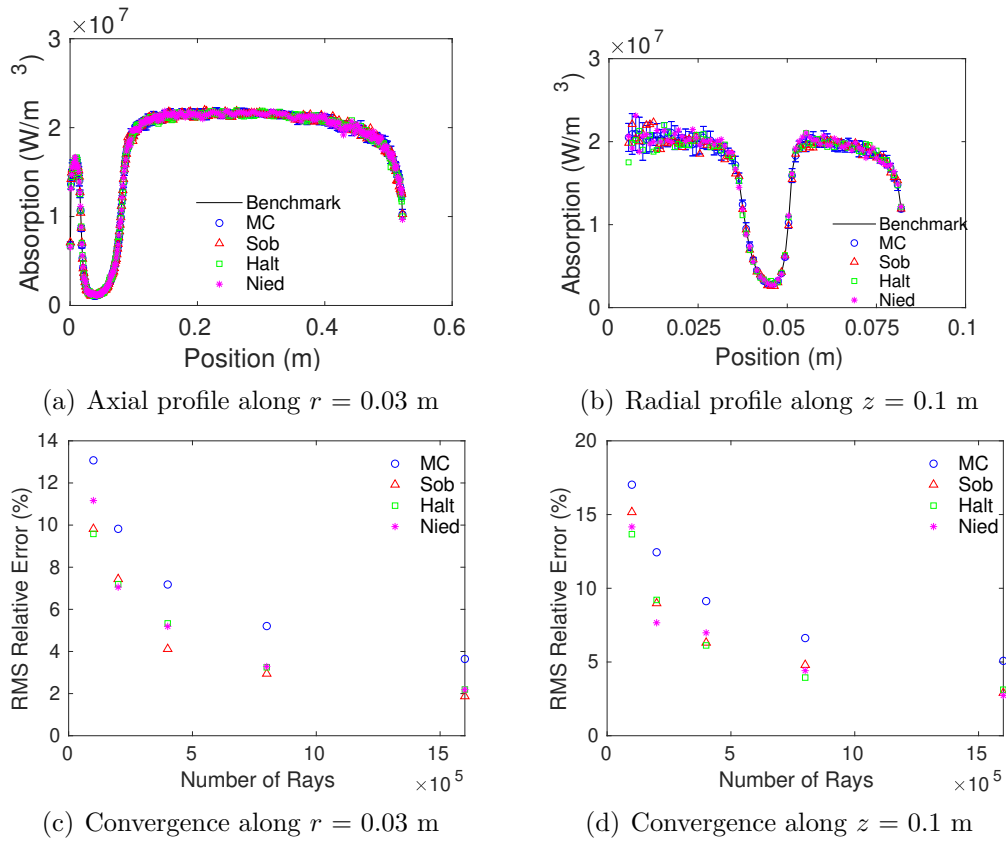 ×10^7
Absorption (W/m^3)
2
1
0
Benchmark
MC
Sob
Halt
Nied
0 0.2 0.4 0.6
Position (m)
(a) Axial profile along r = 0.03 m
×10^7
Absorption (W/m^3)
3
2
1
0
Benchmark
MC
Sob
Halt
Nied
0 0.025 0.05 0.075 0.1
Position (m)
(b) Radial profile along z = 0.1 m
RMS Relative Error (%)
14
12
10
8
6
4
2
0
MC
Sob
Halt
Nied
0 5 10 15
Number of Rays ×10^5
(c) Convergence along r = 0.03 m
RMS Relative Error (%)
20
15
10
5
0
MC
Sob
Halt
Nied
0 5 10 15
Number of Rays ×10^5
(d) Convergence along z = 0.1 m